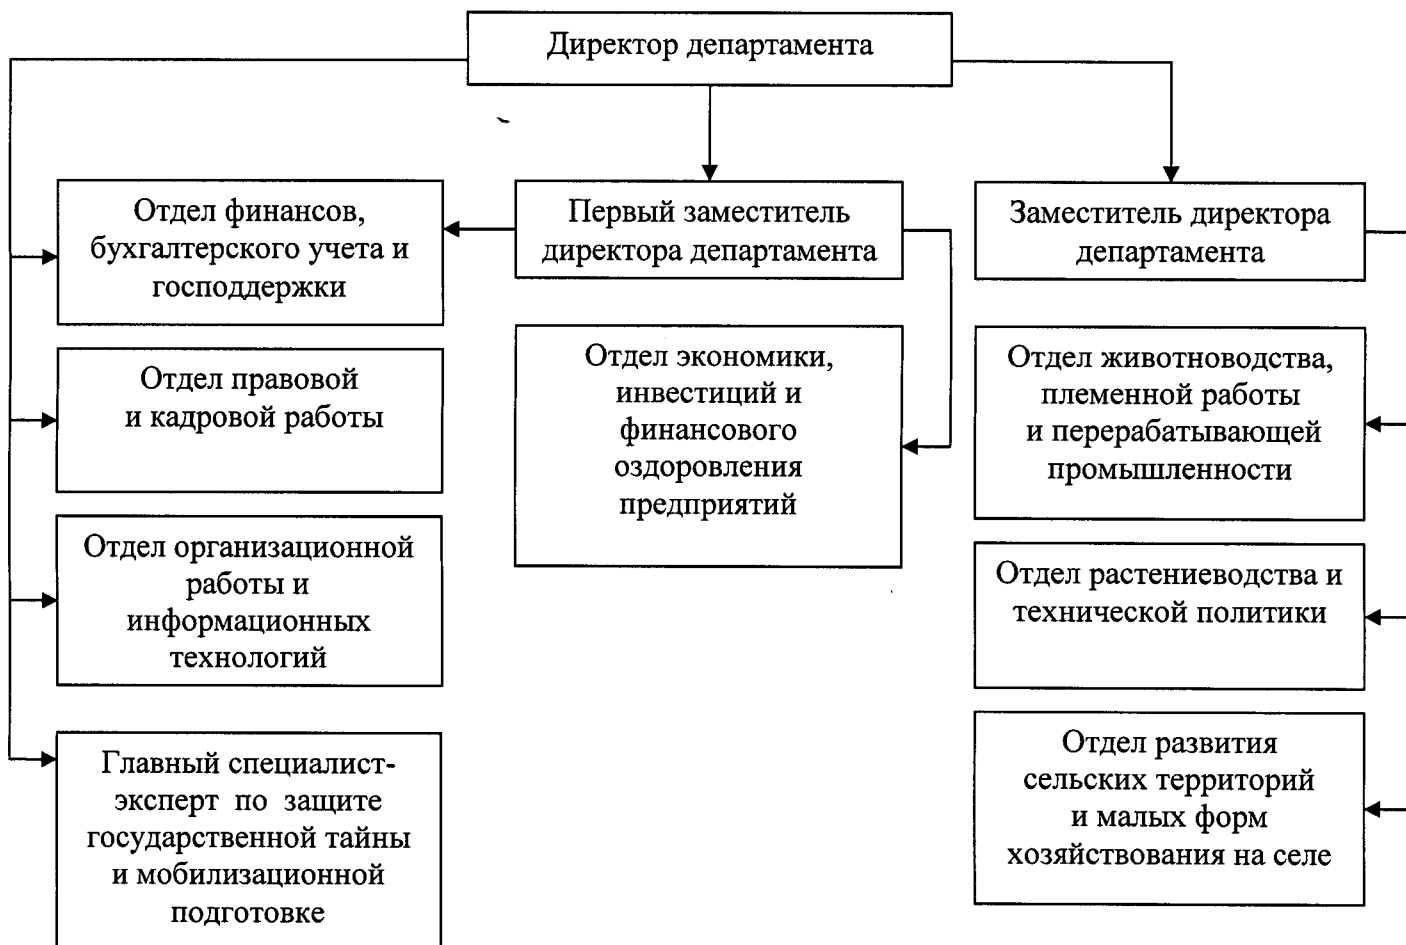 Директор департамента
Отдел финансов,
бухгалтерского учета и
господдержки
Первый заместитель
директора департамента
Заместитель директора
департамента
Отдел правовой
и кадровой работы
Отдел экономики,
инвестиций и
финансового
оздоровления
предприятий
Отдел животноводства,
племенной работы
и перерабатывающей
промышленности
Отдел организационной
работы и
информационных
технологий
Отдел растениеводства и
технической политики
Главный специалист-
эксперт по защите
государственной тайны
и мобилизационной
подготовке
Отдел развития
сельских территорий
и малых форм
хозяйствования на селе